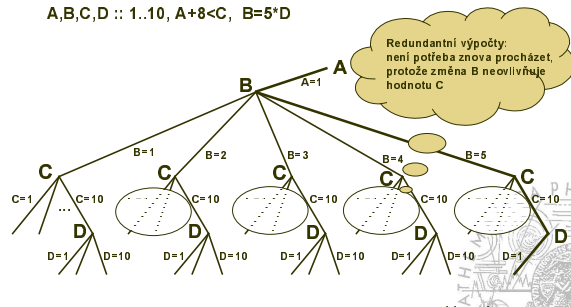 A,B,C,D :: 1..10, A+8<C, B=5*D
Redundantní výpočty:
není potřeba znova procházet,
protože změna B neovlivňuje
hodnotu C
A
A=1
B
B=1
B=2
B=3
B=4
B=5
C
C
C
C
C
C=1
... C=10
C=10
C=10
C=10
C=10
D
D
D
D
D
D=1
D=10
D=1
D=10
D=1
D=10
D=1
D=10
D=1